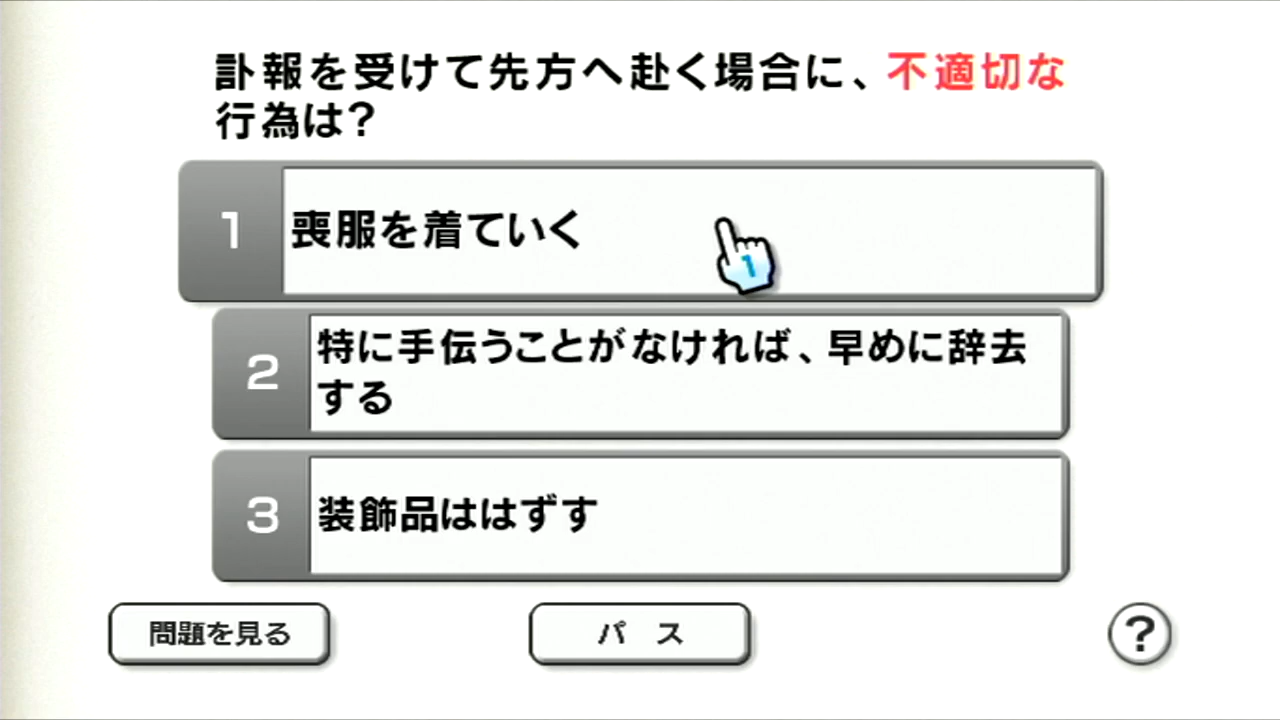 訃報を受けて先方へ赴く場合に、不適切な
行為は?
1
喪服を着ていく
1
2
特に手伝うことがなければ、早めに辞去
する
3
装飾品ははずす
問題を見る
パス
?